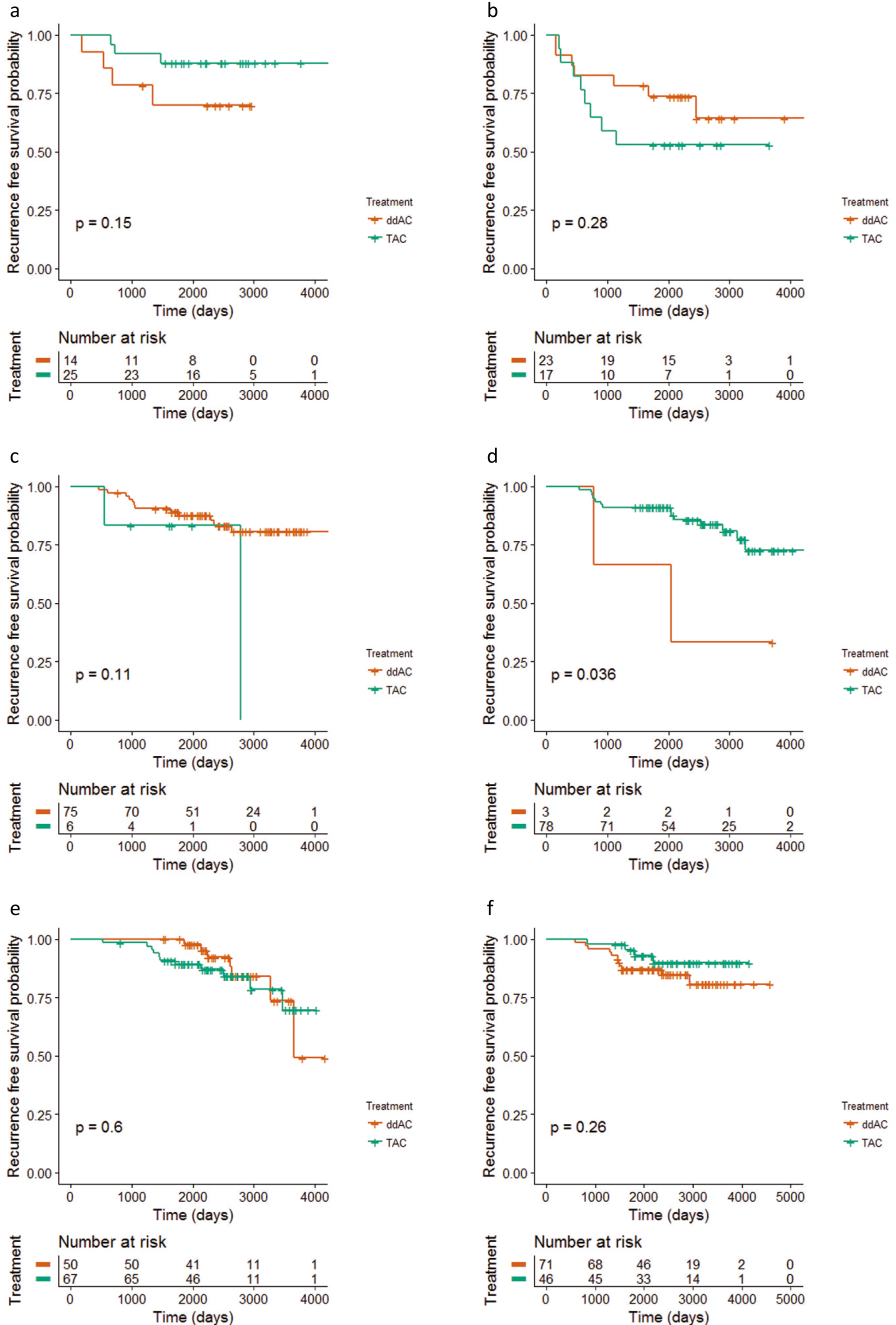 a
Recurrence free survival probability
1.00
0.75
0.50
0.25
0.00
p = 0.15
0 1000 2000 3000 4000
Time (days)
Treatment
ddAC
TAC
Number at risk
Treatment
14 11 8 0 0
25 23 16 5 1
0 1000 2000 3000 4000
Time (days)
b
Recurrence free survival probability
1.00
0.75
0.50
0.25
0.00
p = 0.28
0 1000 2000 3000 4000
Time (days)
Treatment
ddAC
TAC
Number at risk
Treatment
23 19 15 3 1
17 10 7 1 0
0 1000 2000 3000 4000
Time (days)
c
Recurrence free survival probability
1.00
0.75
0.50
0.25
0.00
p = 0.11
0 1000 2000 3000 4000
Time (days)
Treatment
ddAC
TAC
Number at risk
Treatment
75 70 51 24 1
6 4 1 0 0
0 1000 2000 3000 4000
Time (days)
d
Recurrence free survival probability
1.00
0.75
0.50
0.25
0.00
p = 0.036
0 1000 2000 3000 4000
Time (days)
Treatment
ddAC
TAC
Number at risk
Treatment
3 2 2 1 0
78 71 54 25 2
0 1000 2000 3000 4000
Time (days)
e
Recurrence free survival probability
1.00
0.75
0.50
0.25
0.00
p = 0.6
0 1000 2000 3000 4000
Time (days)
Treatment
ddAC
TAC
Number at risk
Treatment
50 50 41 11 1
67 65 46 11 1
0 1000 2000 3000 4000
Time (days)
f
Recurrence free survival probability
1.00
0.75
0.50
0.25
0.00
p = 0.26
0 1000 2000 3000 4000 5000
Time (days)
Treatment
ddAC
TAC
Number at risk
Treatment
71 68 46 19 2 0
46 45 33 14 1 0
0 1000 2000 3000 4000 5000
Time (days)